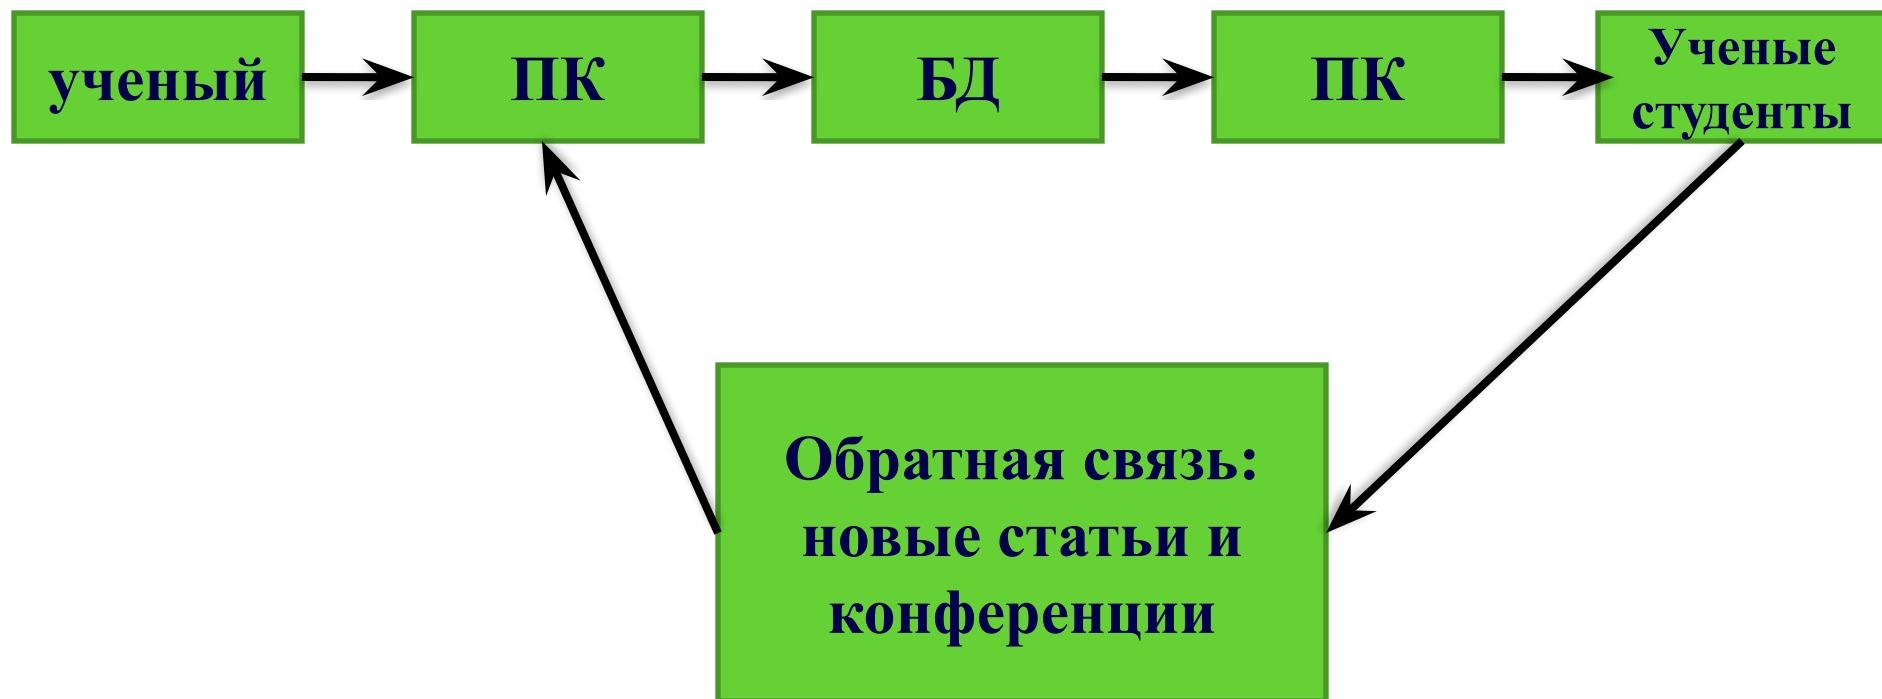 ученый
ПК
БД
ПК
Ученые
студенты
Обратная связь:
новые статьи и
конференции